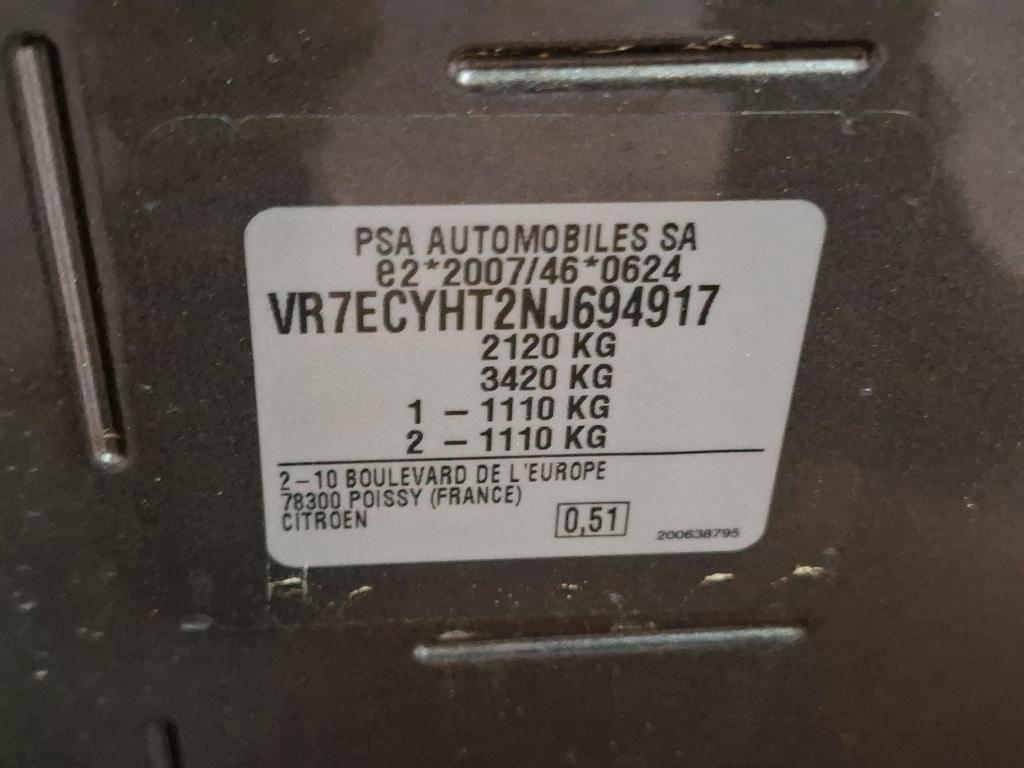 PSA AUTOMOBILES SA
e2*2007/46*0624
VR7ECYHT2NJ694917
2120 KG
3420 KG
1 - 1110 KG
2 - 1110 KG
2-10 BOULEVARD DE L'EUROPE
78300 POISSY (FRANCE)
CITROEN
0,51
200638795